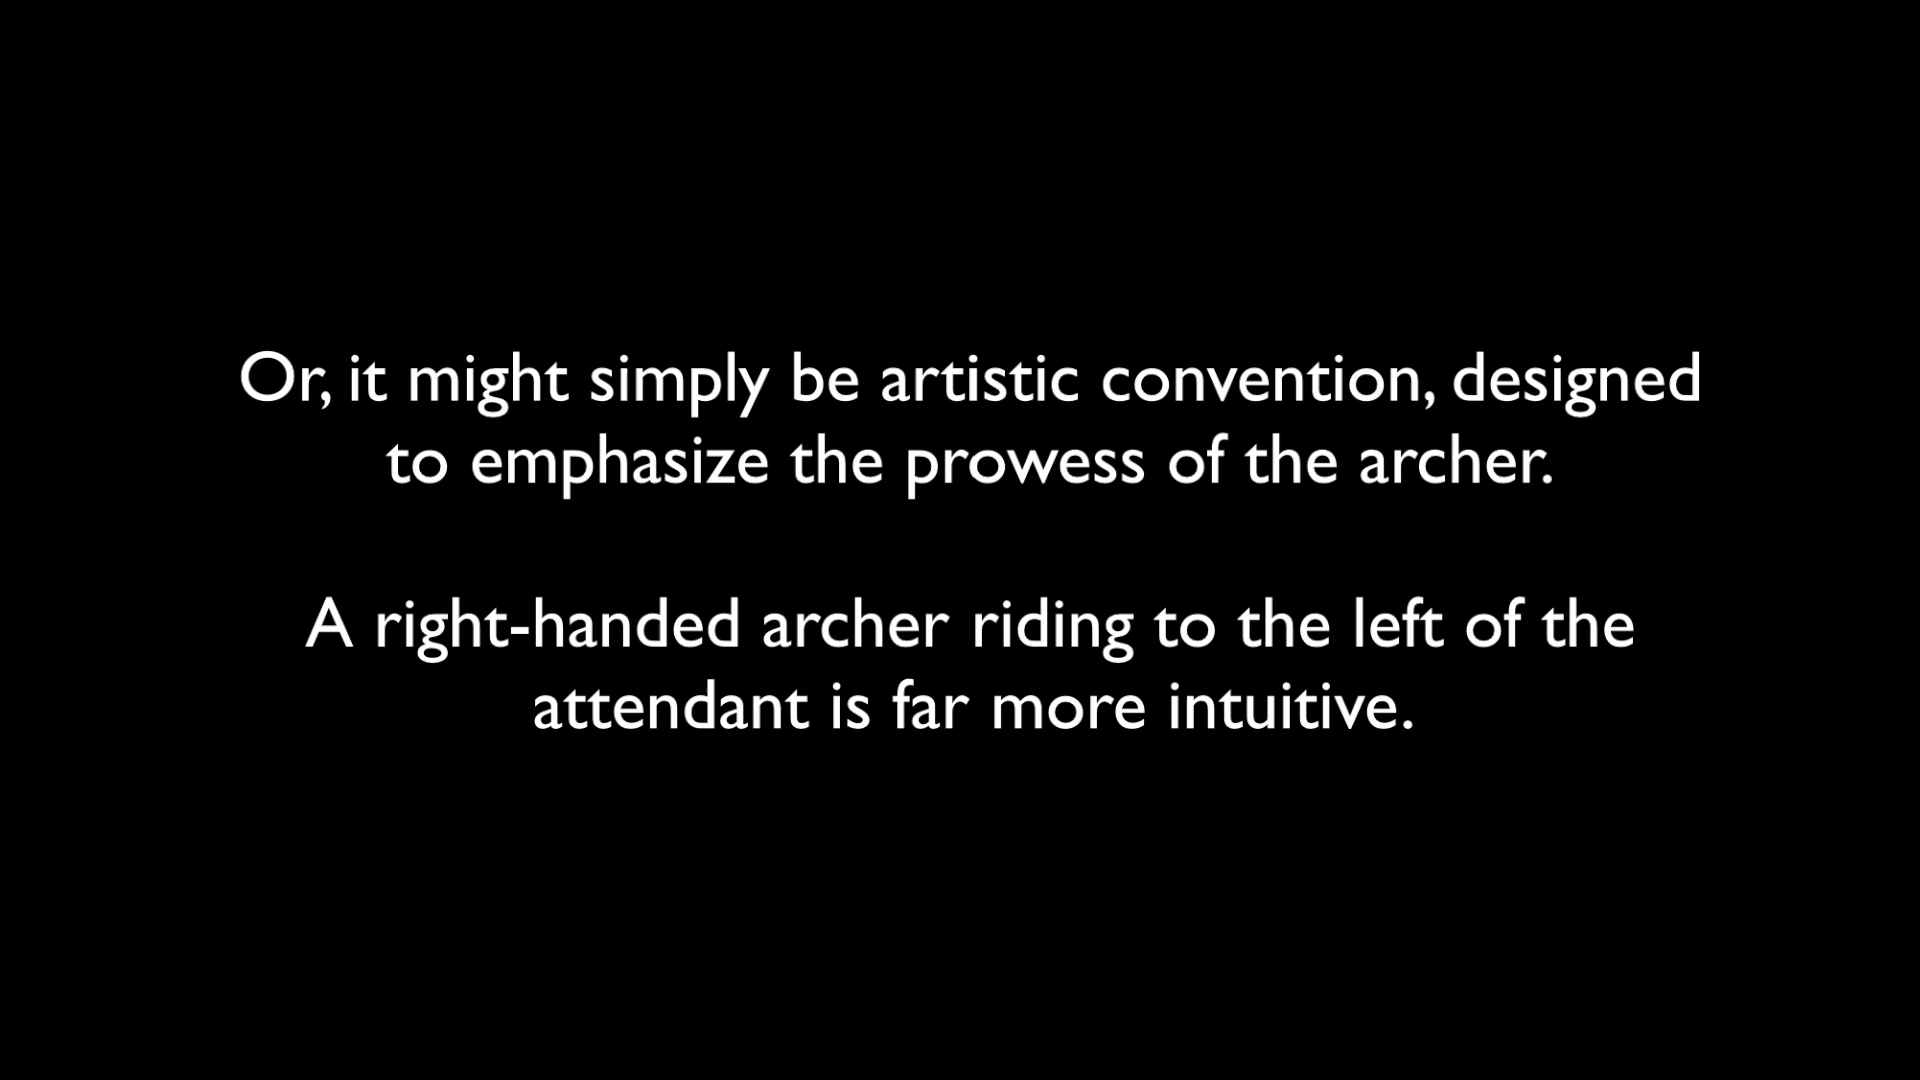 Or, it might simply be artistic convention, designed
to emphasize the prowess of the archer.
A right-handed archer riding to the left of the
attendant is far more intuitive.